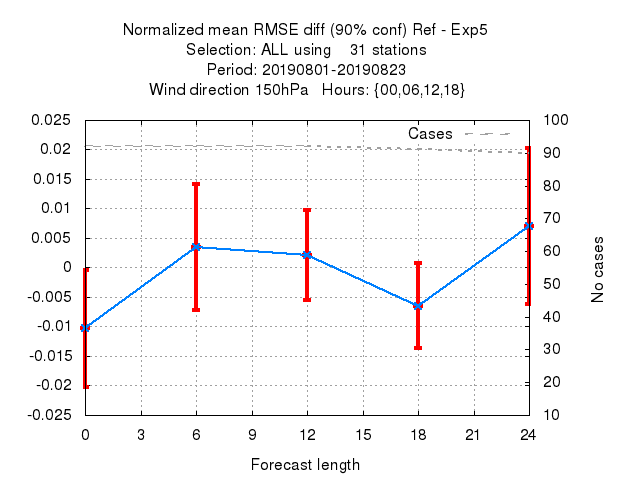 Normalized mean RMSE diff (90% conf) Ref - Exp5
Selection: ALL using    31 stations
Period: 20190801-20190823
Wind direction 150hPa   Hours: {00,06,12,18}
0.025
0.02
0.015
0.01
0.005
0
-0.005
-0.01
-0.015
-0.02
-0.025
Cases
100
90
80
70
60
50
40
30
20
10
No cases
0 3 6 9 12 15 18 21 24
Forecast length